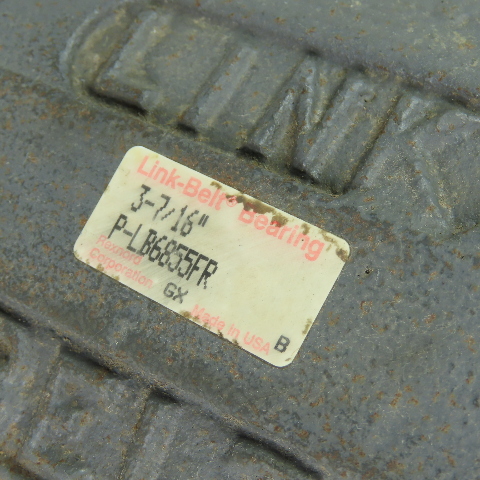 LINK
Link-Belt® Bearing
3-7/16"
P-LB6855FR
Rexnord
Corporation
GX
Made in USA
B